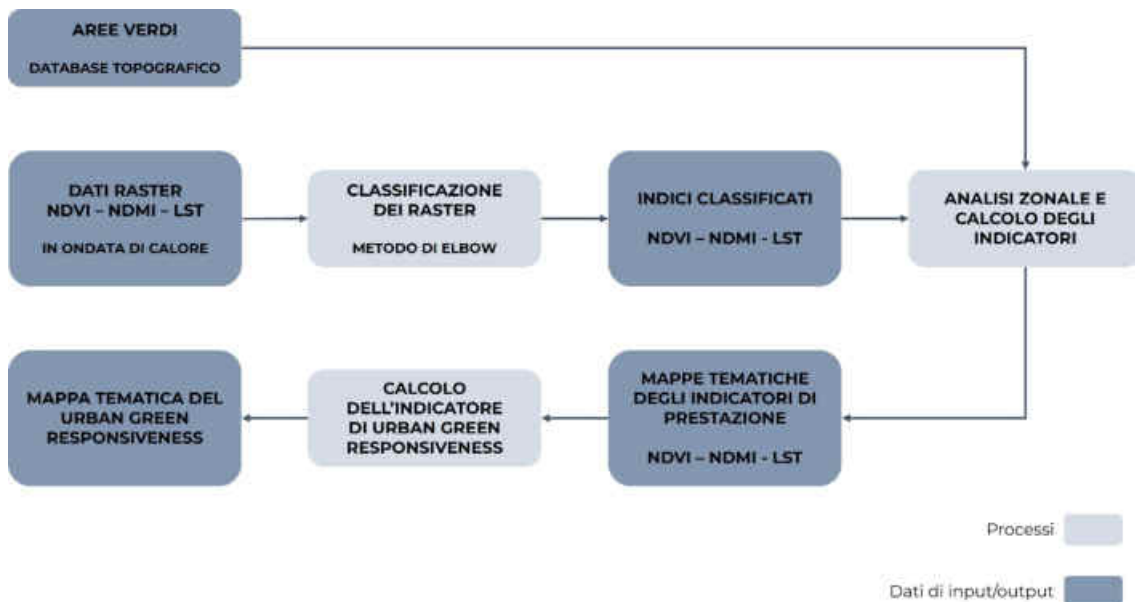 AREE VERDI
DATABASE TOPOGRAFICO
DATI RASTER
NDVI – NDMI – LST
IN ONDATA DI CALORE
CLASSIFICAZIONE
DEI RASTER
METODO DI ELBOW
INDICI CLASSIFICATI
NDVI – NDMI - LST
ANALISI ZONALE E
CALCOLO DEGLI
INDICATORI
MAPPA TEMATICA DEL
URBAN GREEN
RESPONSIVENESS
CALCOLO
DELL'INDICATORE
DI URBAN GREEN
RESPONSIVENESS
MAPPE TEMATICHE
DEGLI INDICATORI DI
PRESTAZIONE
NDVI – NDMI - LST
Processi
Dati di input/output